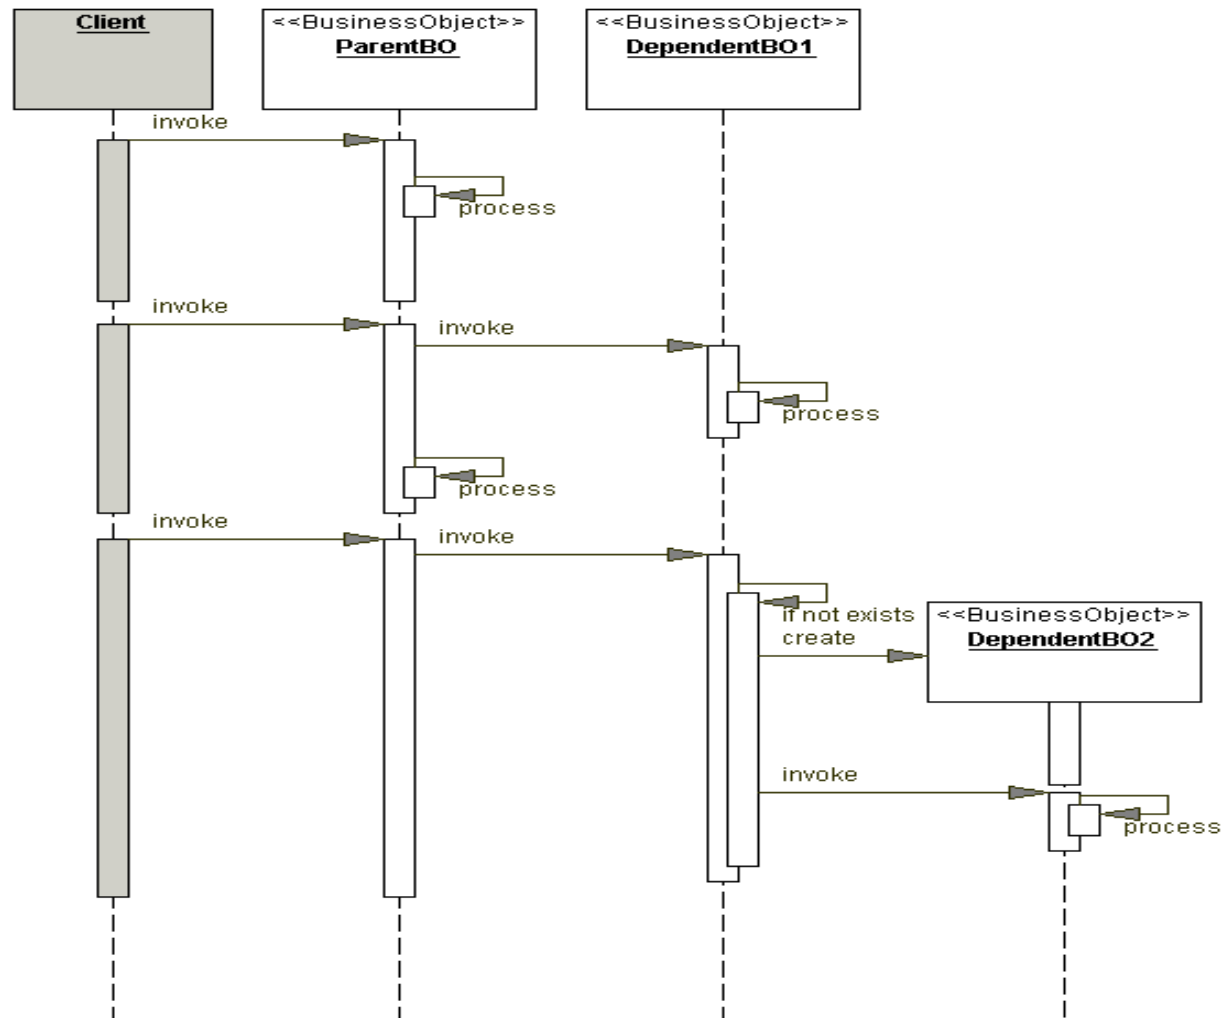 Client
<<BusinessObject>>
ParentBO
<<BusinessObject>>
DependentBO1
invoke
process
invoke
invoke
process
process
invoke
invoke
if not exists
create
<<BusinessObject>>
DependentBO2
invoke
process